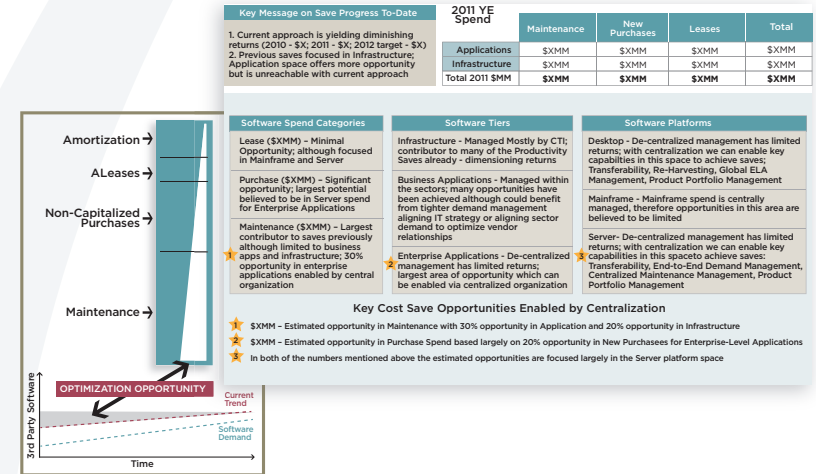 Key Message on Save Progress To-Date
1. Current approach is yielding diminishing
returns (2010 - $X; 2011 - $X; 2012 target - $X)
2. Previous saves focused in Infrastructure;
Application space offers more opportunity
but is unreachable with current approach
2011 YE
Spend
Maintenance
New
Purchases
Leases
Total
Applications $XMM $XMM $XMM $XMM
Infrastructure $XMM $XMM $XMM $XMM
Total 2011 $MM $XMM $XMM $XMM $XMM
Software Spend Categories
Lease ($XMM) – Minimal
Opportunity; although focused
in Mainframe and Server
Purchase ($XMM) – Significant
opportunity; largest potential
believed to be in Server spend
for Enterprise Applications
Maintenance ($XMM) – Largest
contributor to saves previously
although limited to business
1 apps and infrastructure; 30%
opportunity in enterprise
applications enabled by central
organization
Software Tiers
Infrastructure - Managed Mostly by CTI;
contributor to many of the Productivity
Saves already - dimensioning returns
Business Applications - Managed within
the sectors; many opportunities have
been achieved although could benefit
from tighter demand management
aligning IT strategy or aligning sector
demand to optimize vendor
relationships
Enterprise Applications - De-centralized
2 management has limited returns;
largest area of opportunity which can
be enabled via centralized organization
Software Platforms
Desktop - De-centralized management has limited
returns; with centralization we can enable key
capabilties in this space to achieve saves;
Transferability, Re-Harvesting, Global ELA
Management, Product Portfolio Management
Mainframe - Mainframe spend is centrally
managed, therefore opportunities in this area are
believed to be limited
Server- De-centralized management has limited
returns; with centralization we can enable key
3 capabilities in this spaceto achieve saves:
Transferability, End-to-End Demand Management,
Centralized Maintenance Management, Product
Portfolio Management
Key Cost Save Opportunities Enabled by Centralization
1 $XMM – Estimated opportunity in Maintenance with 30% opportunity in Application and 20% opportunity in Infrastructure
2 $XMM – Estimated opportunity in Purchase Spend based largely on 20% opportunity in New Purchasees for Enterprise-Level Applications
3 In both of the numbers mentioned above the estimated opportunities are focused largely in the Server platform space
Amortization
ALeases
Non-Capitalized
Purchases
Maintenance
OPTIMIZATION OPPORTUNITY
Current
Trend
Software
Demand
3rd Party Software
Time